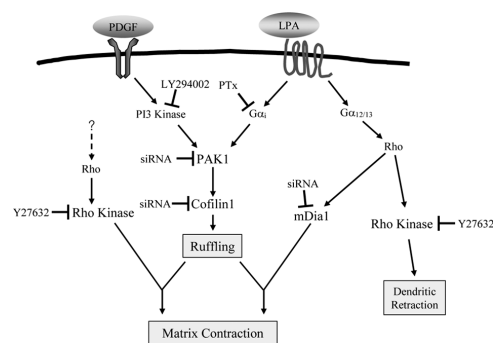 PDGF
LPA
LY294002
PTx
PI3 Kinase
Gαi
Gα12/13
?
Rho
siRNA
PAK1
Rho
siRNA
siRNA
Cofilin1
Y27632
Rho Kinase
mDia1
Rho Kinase
Y27632
Ruffling
Dendritic
Retraction
Matrix Contraction